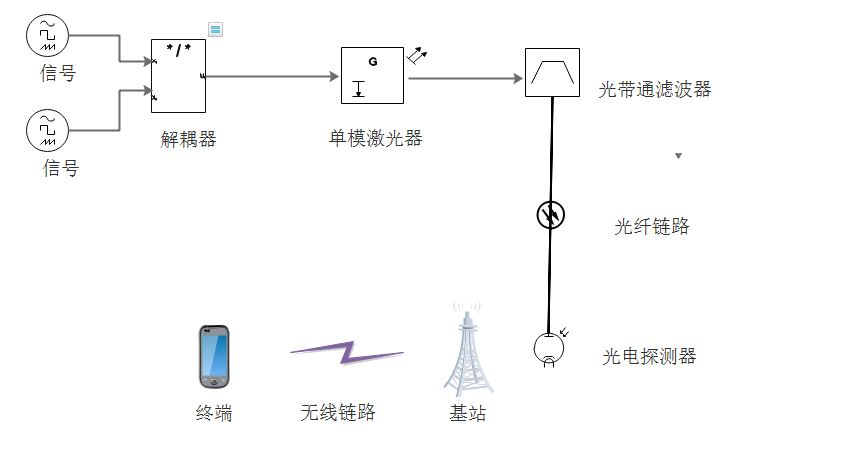 信号
*/*
G
解耦器
单模激光器
光带通滤波器
信号
光纤链路
光电探测器
终端
无线链路
基站